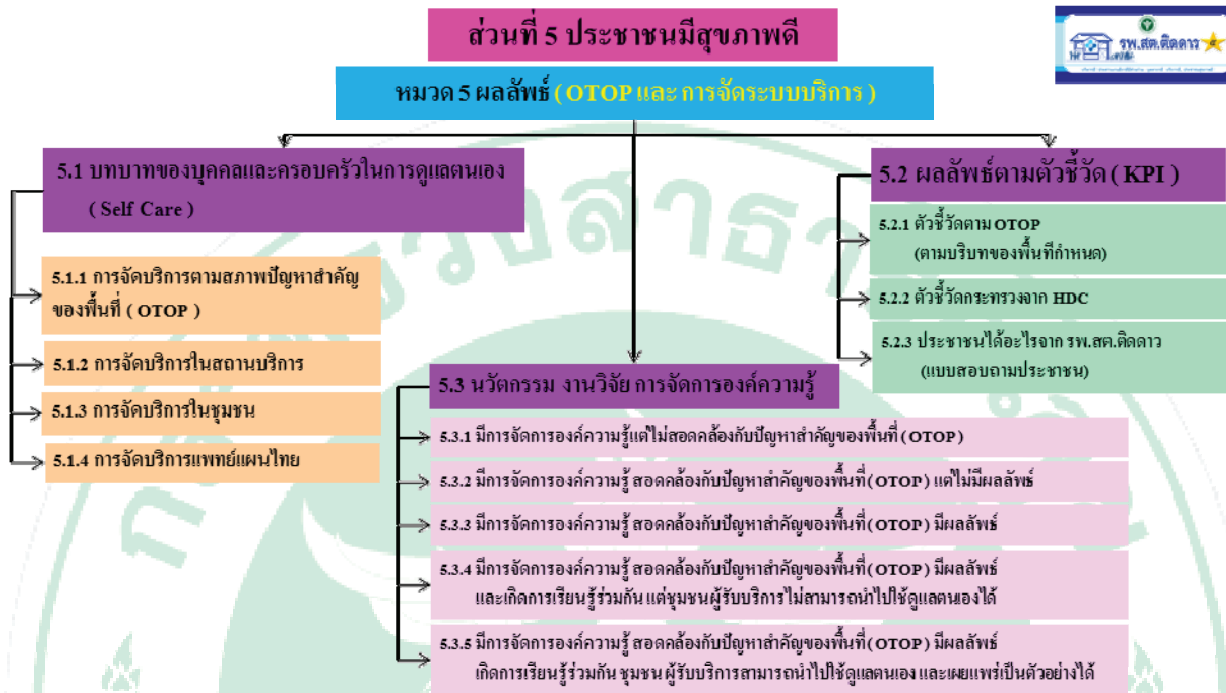 ส่วนที่ 5 ประชาชนมีสุขภาพดี
รพ.สต.ติดดาว
หมวด 5 ผลลัพธ์ ( OTOP และ การจัดระบบบริการ )
5.1 บทบาทของบุคคลและครอบครัวในการดูแลตนเอง
( Self Care )
5.1.1 การจัดบริการตามสภาพปัญหาสำคัญ
ของพื้นที่ ( OTOP )
5.1.2 การจัดบริการในสถานบริการ
5.1.3 การจัดบริการในชุมชน
5.1.4 การจัดบริการแพทย์แผนไทย
5.2 ผลลัพธ์ตามตัวชี้วัด ( KPI )
5.2.1 ตัวชี้วัดตาม OTOP
(ตามบริบทของพื้นที่กำหนด)
5.2.2 ตัวชี้วัดกระทรวงจาก HDC
5.2.3 ประชาชนได้อะไรจาก รพ.สต.ติดดาว
(แบบสอบถามประชาชน)
5.3 นวัตกรรม งานวิจัย การจัดการองค์ความรู้
5.3.1 มีการจัดการองค์ความรู้แต่ไม่สอดคล้องกับปัญหาสำคัญของพื้นที่ (OTOP)
5.3.2 มีการจัดการองค์ความรู้ สอดคล้องกับปัญหาสำคัญของพื้นที่ (OTOP) แต่ไม่มีผลลัพธ์
5.3.3 มีการจัดการองค์ความรู้ สอดคล้องกับปัญหาสำคัญของพื้นที่ (OTOP) มีผลลัพธ์
5.3.4 มีการจัดการองค์ความรู้ สอดคล้องกับปัญหาสำคัญของพื้นที่ (OTOP) มีผลลัพธ์
และเกิดการเรียนรู้ร่วมกัน แต่ชุมชนผู้รับบริการไม่สามารถนำไปใช้ดูแลตนเองได้
5.3.5 มีการจัดการองค์ความรู้ สอดคล้องกับปัญหาสำคัญของพื้นที่ (OTOP) มีผลลัพธ์
เกิดการเรียนรู้ร่วมกัน ชุมชน ผู้รับบริการสามารถนำไปใช้ดูแลตนเอง และเผยแพร่เป็นตัวอย่างได้